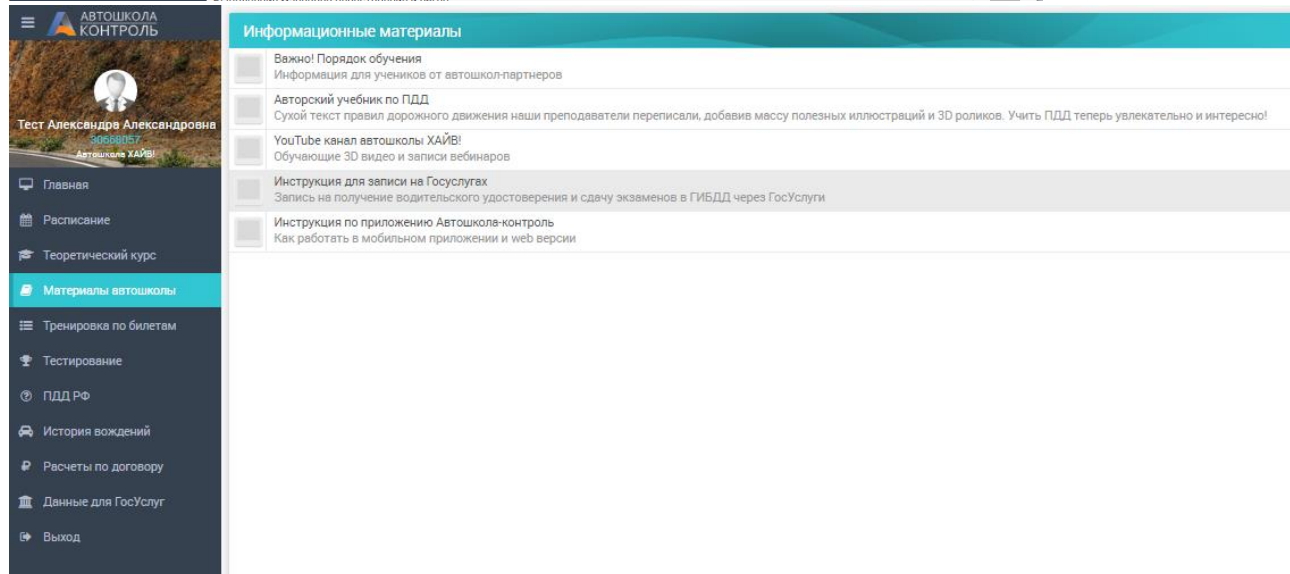 АВТОШКОЛА
КОНТРОЛЬ
Тест Александра Александровна
30668057
Автошкола ХАЙВ!
Главная
Расписание
Теоретический курс
Материалы автошколы
Тренировка по билетам
Тестирование
ПДД РФ
История вождений
Расчеты по договору
Данные для ГосУслуг
Выход
Информационные материалы
Важно! Порядок обучения
Информация для учеников от автошкол-партнеров
Авторский учебник по ПДД
Сухой текст правил дорожного движения наши преподаватели переписали, добавив массу полезных иллюстраций и 3D роликов. Учить ПДД теперь увлекательно и интересно!
YouTube канал автошколы ХАЙВ!
Обучающие 3D видео и записи вебинаров
Инструкция для записи на Госуслугах
Запись на получение водительского удостоверения и сдачу экзаменов в ГИБДД через ГосУслуги
Инструкция по приложению Автошкола-контроль
Как работать в мобильном приложении и web версии